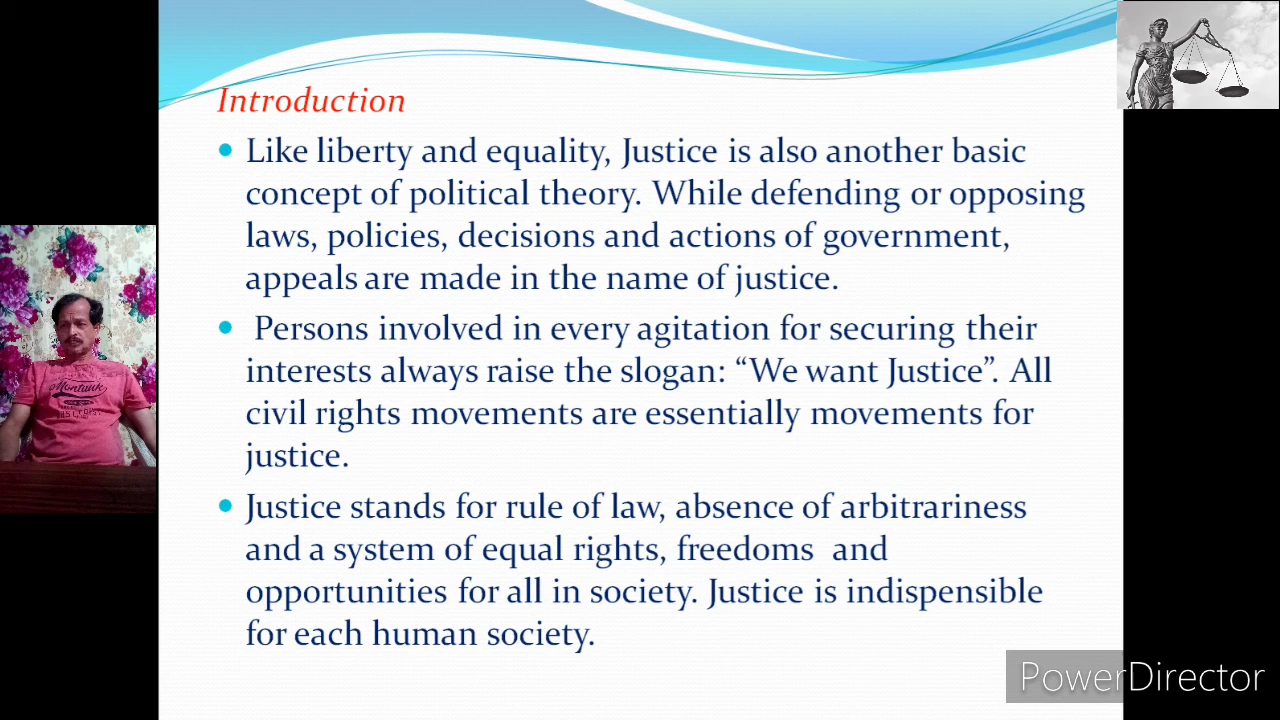 Introduction
Like liberty and equality, Justice is also another basic
concept of political theory. While defending or opposing
laws, policies, decisions and actions of government,
appeals are made in the name of justice.
Persons involved in every agitation for securing their
interests always raise the slogan: “We want Justice”. All
civil rights movements are essentially movements for
justice.
Justice stands for rule of law, absence of arbitrariness
and a system of equal rights, freedoms and
opportunities for all in society. Justice is indispensible
for each human society.
Montauk
PowerDirector